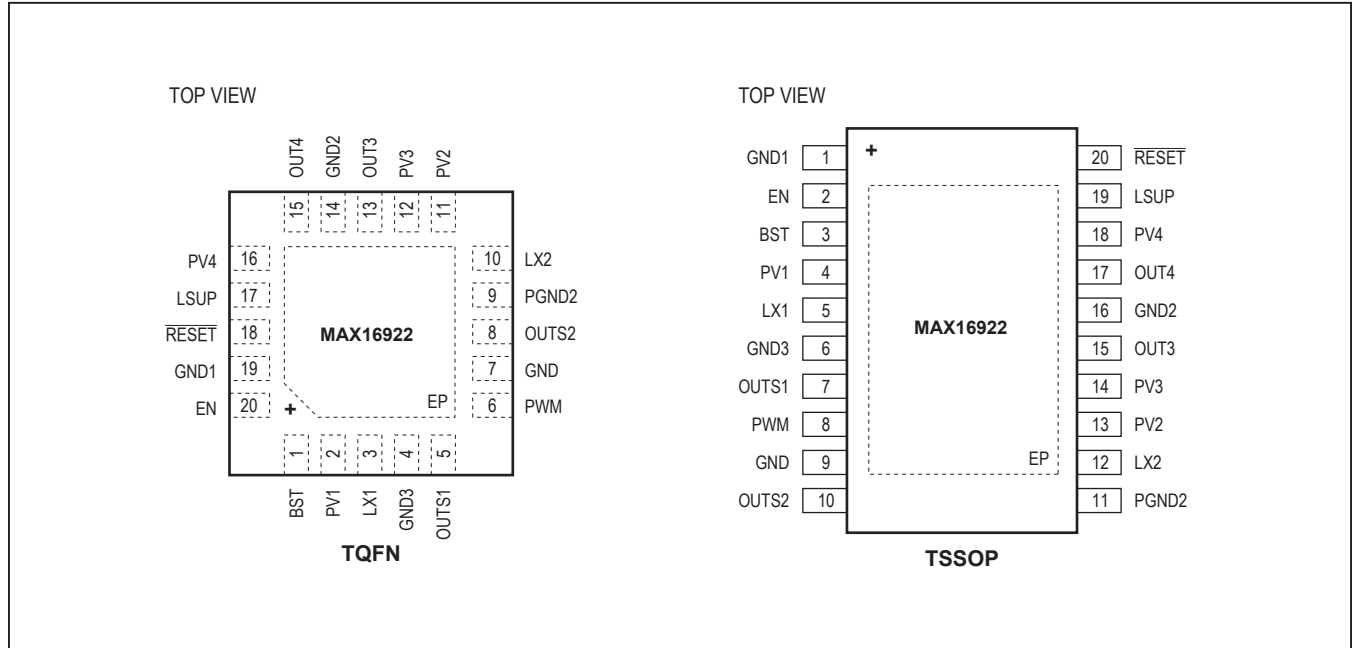 TOP VIEW
OUT4
GND2
OUT3
PV3
PV2
15
14
13
12
11
PV4 16
LSUP 17
RESET 18
GND1 19
EN 20
10 LX2
9 PGND2
8 OUTS2
7 GND
6 PWM
MAX16922
+
EP
1
2
3
4
5
BST
PV1
LX1
GND3
OUTS1
TQFN
TOP VIEW
+
GND1 1
EN 2
BST 3
PV1 4
LX1 5
GND3 6
OUTS1 7
PWM 8
GND 9
OUTS2 10
20 RESET
19 LSUP
18 PV4
17 OUT4
16 GND2
15 OUT3
14 PV3
13 PV2
12 LX2
11 PGND2
MAX16922
EP
TSSOP